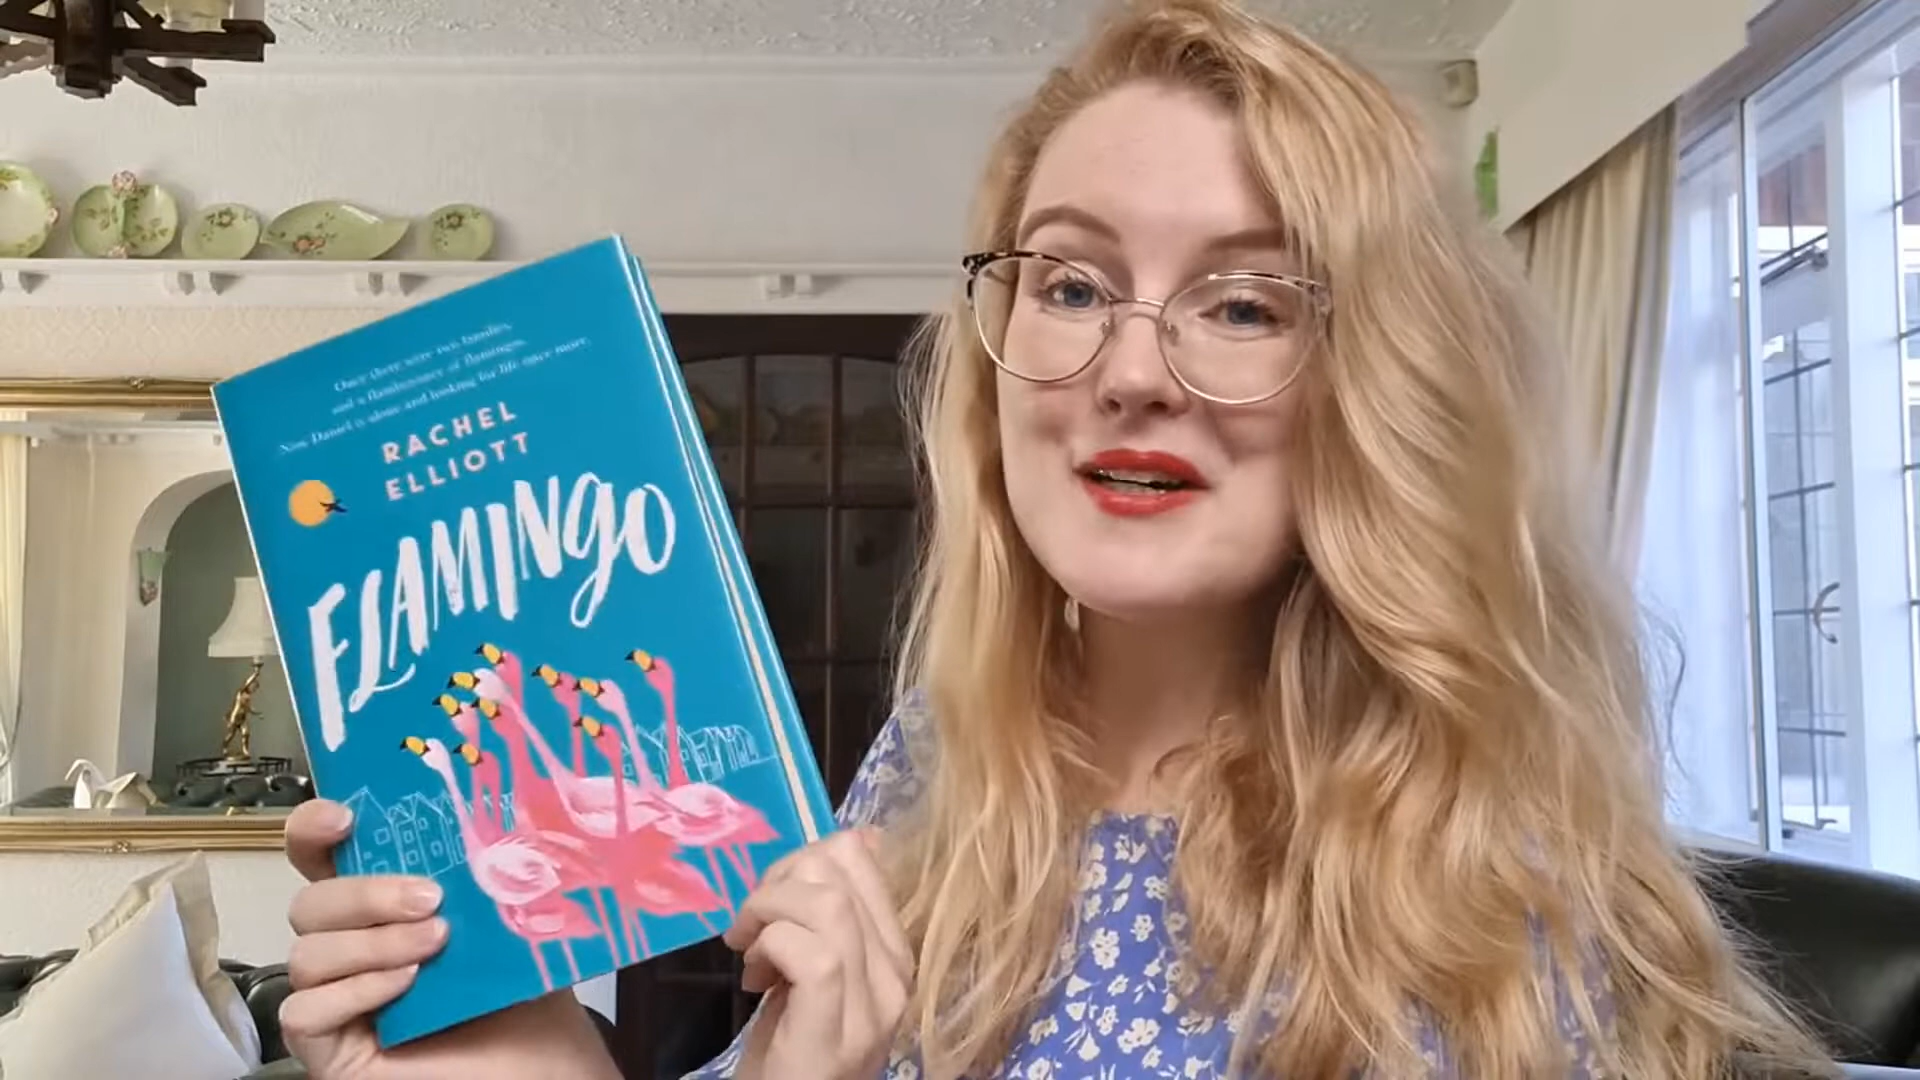 Once there were two families,
and a flamboyance of flamingos.
Now Daniel is alone and looking for life once more.
RACHEL
ELLIOTT
FLAMINGO